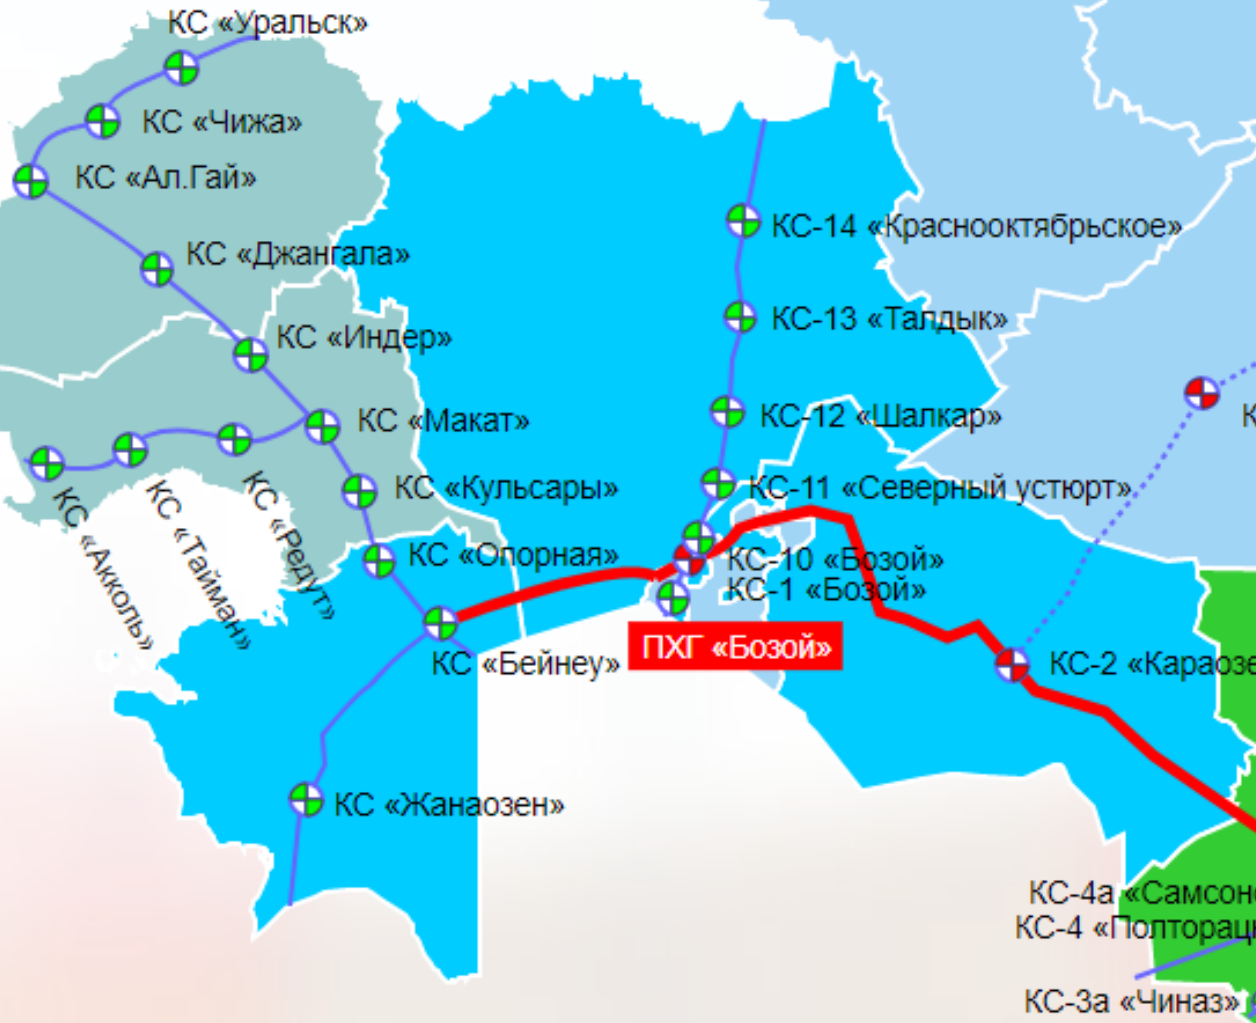 КС «Уральск»
КС «Чижа»
КС «Ал.Гай»
КС-14 «Краснооктябрьское»
КС «Джангала»
КС-13 «Талдык»
КС «Индер»
КС-12 «Шалкар»
К
КС «Макат»
КС «Кульсары»
КС-11 «Северный устюрт»
КС «Акколь»
КС «Тайман»
КС «Редут»
КС «Опорная»
КС-10 «Бозой»
КС-1 «Бозой»
ПХГ «Бозой»
КС «Бейнеу»
КС-2 «Караозе
КС «Жанаозен»
КС-4а «Самсоно
КС-4 «Полторацк
КС-3а «Чиназ»